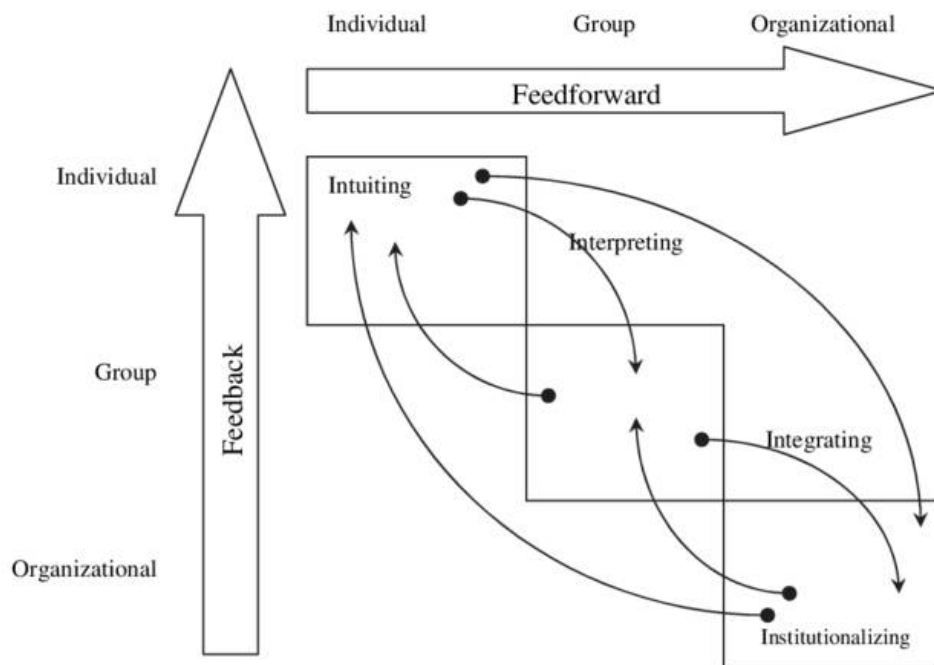 Individual Group Organizational
Feedforward
Individual
Intuiting
Interpreting
Group
Feedback
Integrating
Organizational
Institutionalizing